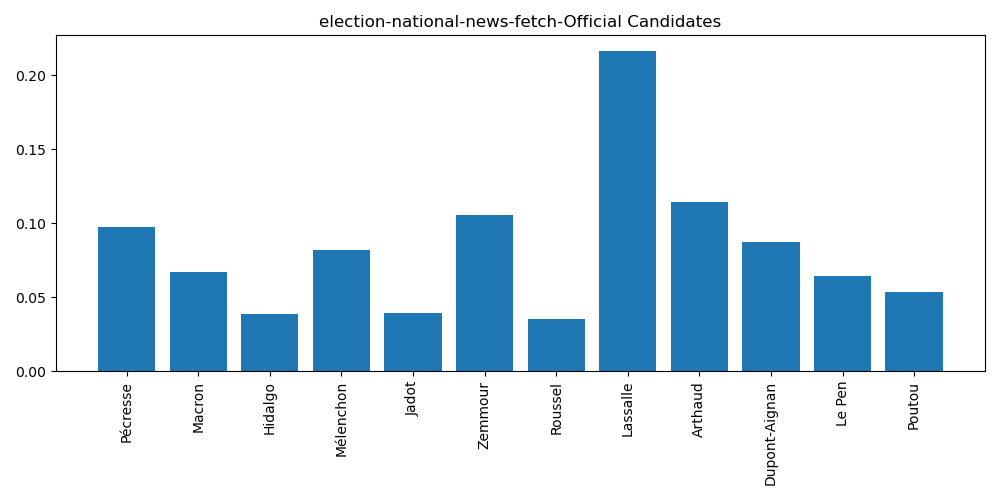 election-national-news-fetch-Official Candidates
0.20
0.15
0.10
0.05
0.00
Pécresse
Macron
Hidalgo
Mélenchon
Jadot
Zemmour
Roussel
Lassalle
Arthaud
Dupont-Aignan
Le Pen
Poutou